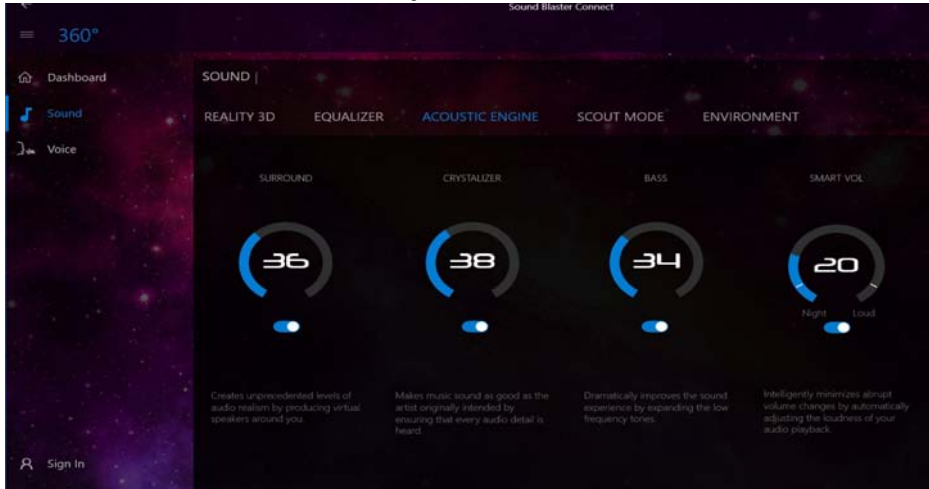 Sound Blaster Connect
360°
Dashboard
Sound
Voice
Sign In
SOUND |
REALITY 3D EQUALIZER ACOUSTIC ENGINE SCOUT MODE ENVIRONMENT
SURROUND CRYSTALIZER BASS SMART VOL
36 38 34 20
Night Loud
Creates unprecedented levels of
audio realism by producing virtual
speakers around you.
Makes music sound as good as the
artist originally intended by
ensuring that every audio detail is
heard.
Dramatically improves the sound
experience by expanding the low
frequency tones.
Intelligently minimizes abrupt
volume changes by automatically
adjusting the loudness of your
audio playback.